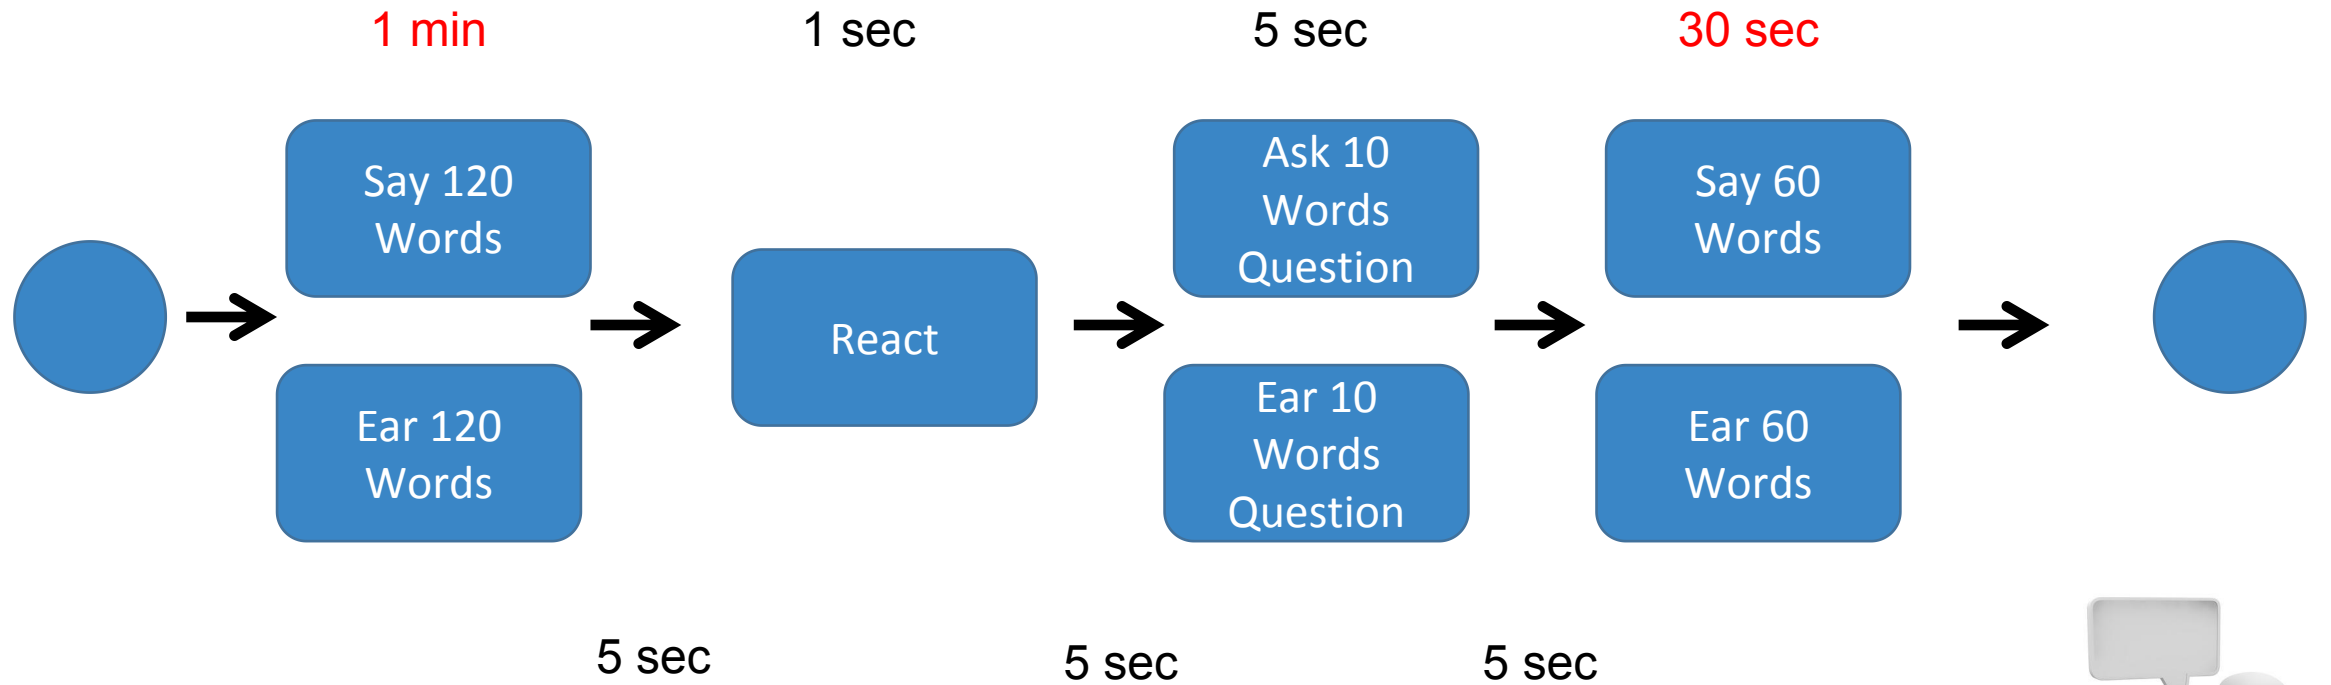 1 min
1 sec
5 sec
30 sec
Say 120
Words
Ear 120
Words
React
Ask 10
Words
Question
Ear 10
Words
Question
Say 60
Words
Ear 60
Words
5 sec
5 sec
5 sec